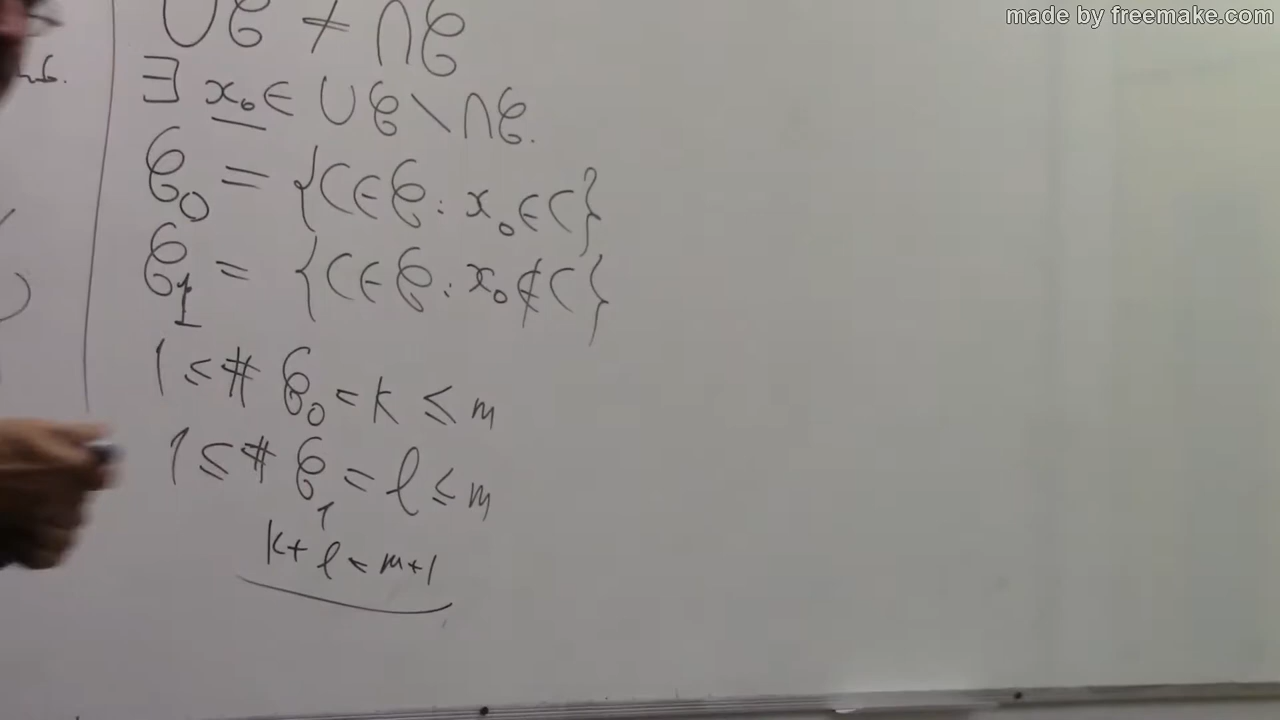 made by freemake.com
∪𝒞 ≠ ∩𝒞
∃ x₀ ∈ ∪𝒞 \ ∩𝒞.
𝒞₀ = {C ∈ 𝒞 : x₀ ∈ C}
𝒞₁ = {C ∈ 𝒞 : x₀ ∉ C}
1 ≤ # 𝒞₀ = k ≤ m
1 ≤ # 𝒞₁ = ℓ ≤ m
k + ℓ = m+1